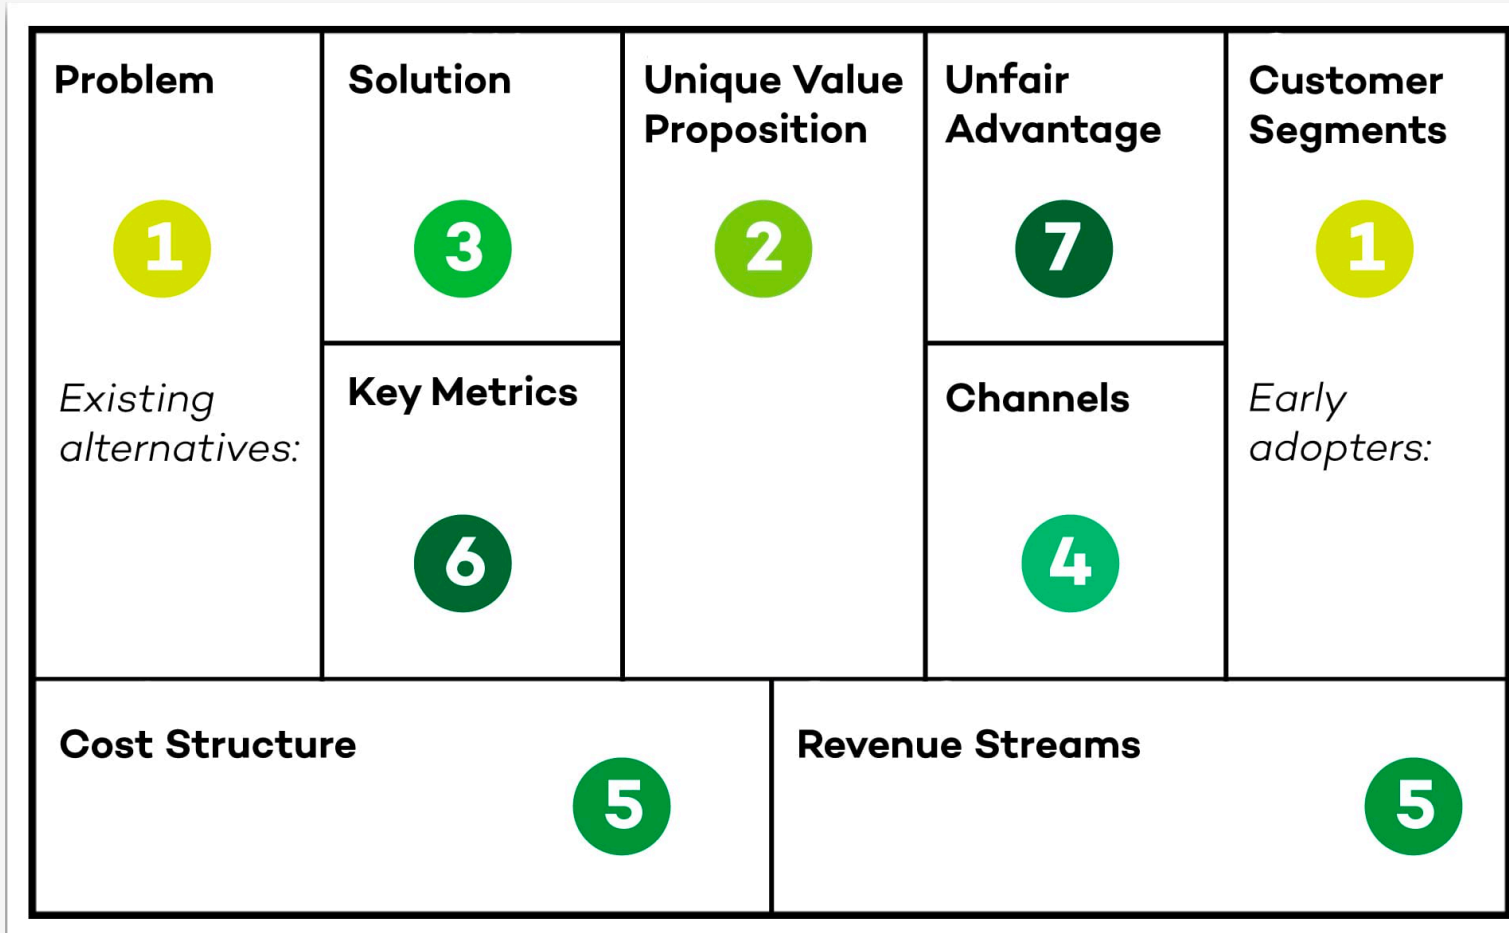 Problem
1
Existing
alternatives:
Solution
3
Key Metrics
6
Unique Value
Proposition
2
Unfair
Advantage
7
Channels
4
Customer
Segments
1
Early
adopters:
Cost Structure
5
Revenue Streams
5